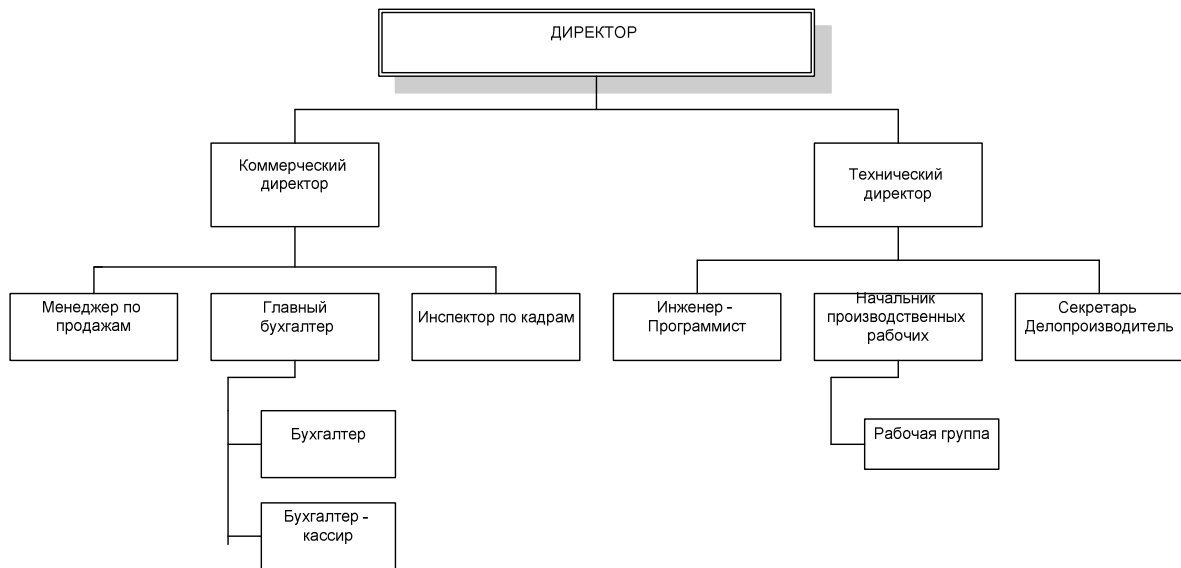 ДИРЕКТОР
Коммерческий
директор
Технический
директор
Менеджер по
продажам
Главный
бухгалтер
Инспектор по кадрам
Инженер -
Программист
Начальник
производственных
рабочих
Секретарь
Делопроизводитель
Бухгалтер
Рабочая группа
Бухгалтер -
кассир